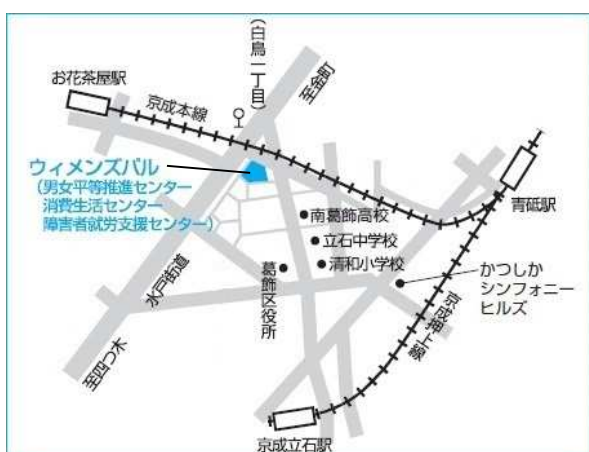 (白鳥一丁目)
至金町
お花茶屋駅
京成本線
ウィメンズパル
(男女平等推進センター
消費生活センター
障害者就労支援センター)
青砥駅
南葛飾高校
立石中学校
清和小学校
葛飾区役所
水戸街道
かつしか
シンフォニー
ヒルズ
京成押上線
至四つ木
京成立石駅